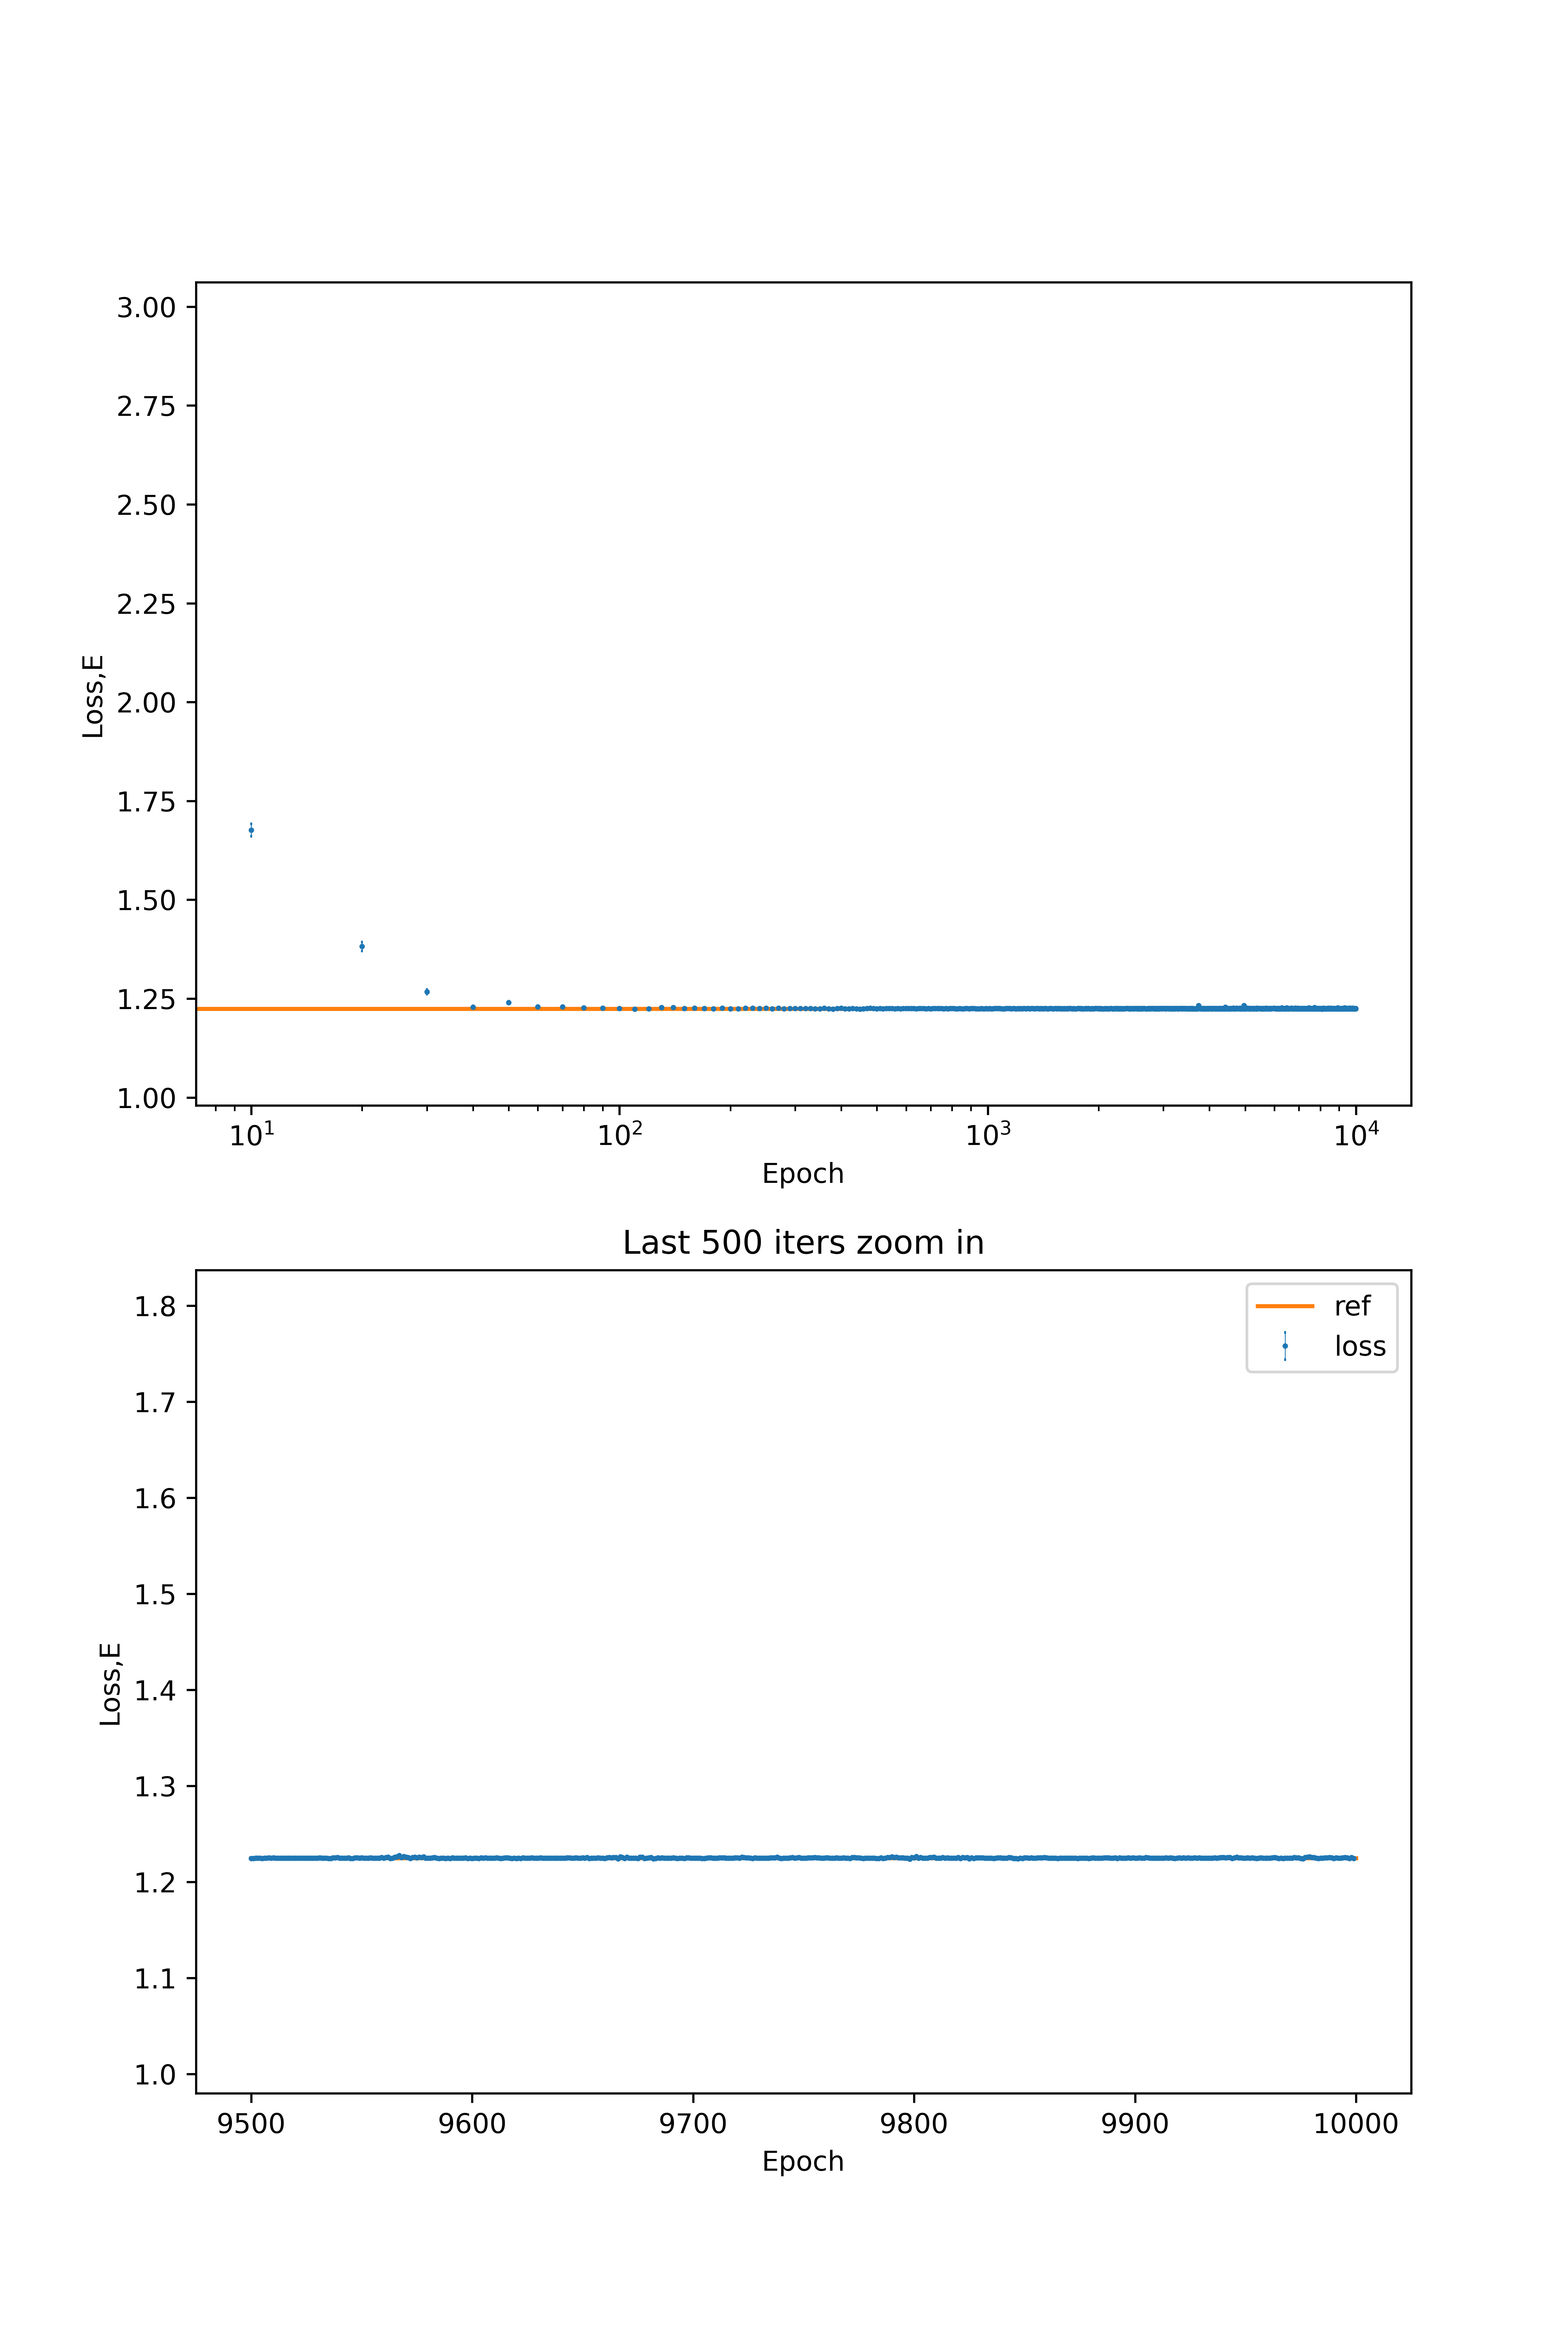 3.00
2.75
2.50
2.25
2.00
1.75
1.50
1.25
1.00
Loss,E
10¹ 10² 10³ 10⁴
Epoch
Last 500 iters zoom in
ref
loss
1.8
1.7
1.6
1.5
1.4
1.3
1.2
1.1
1.0
Loss,E
9500 9600 9700 9800 9900 10000
Epoch